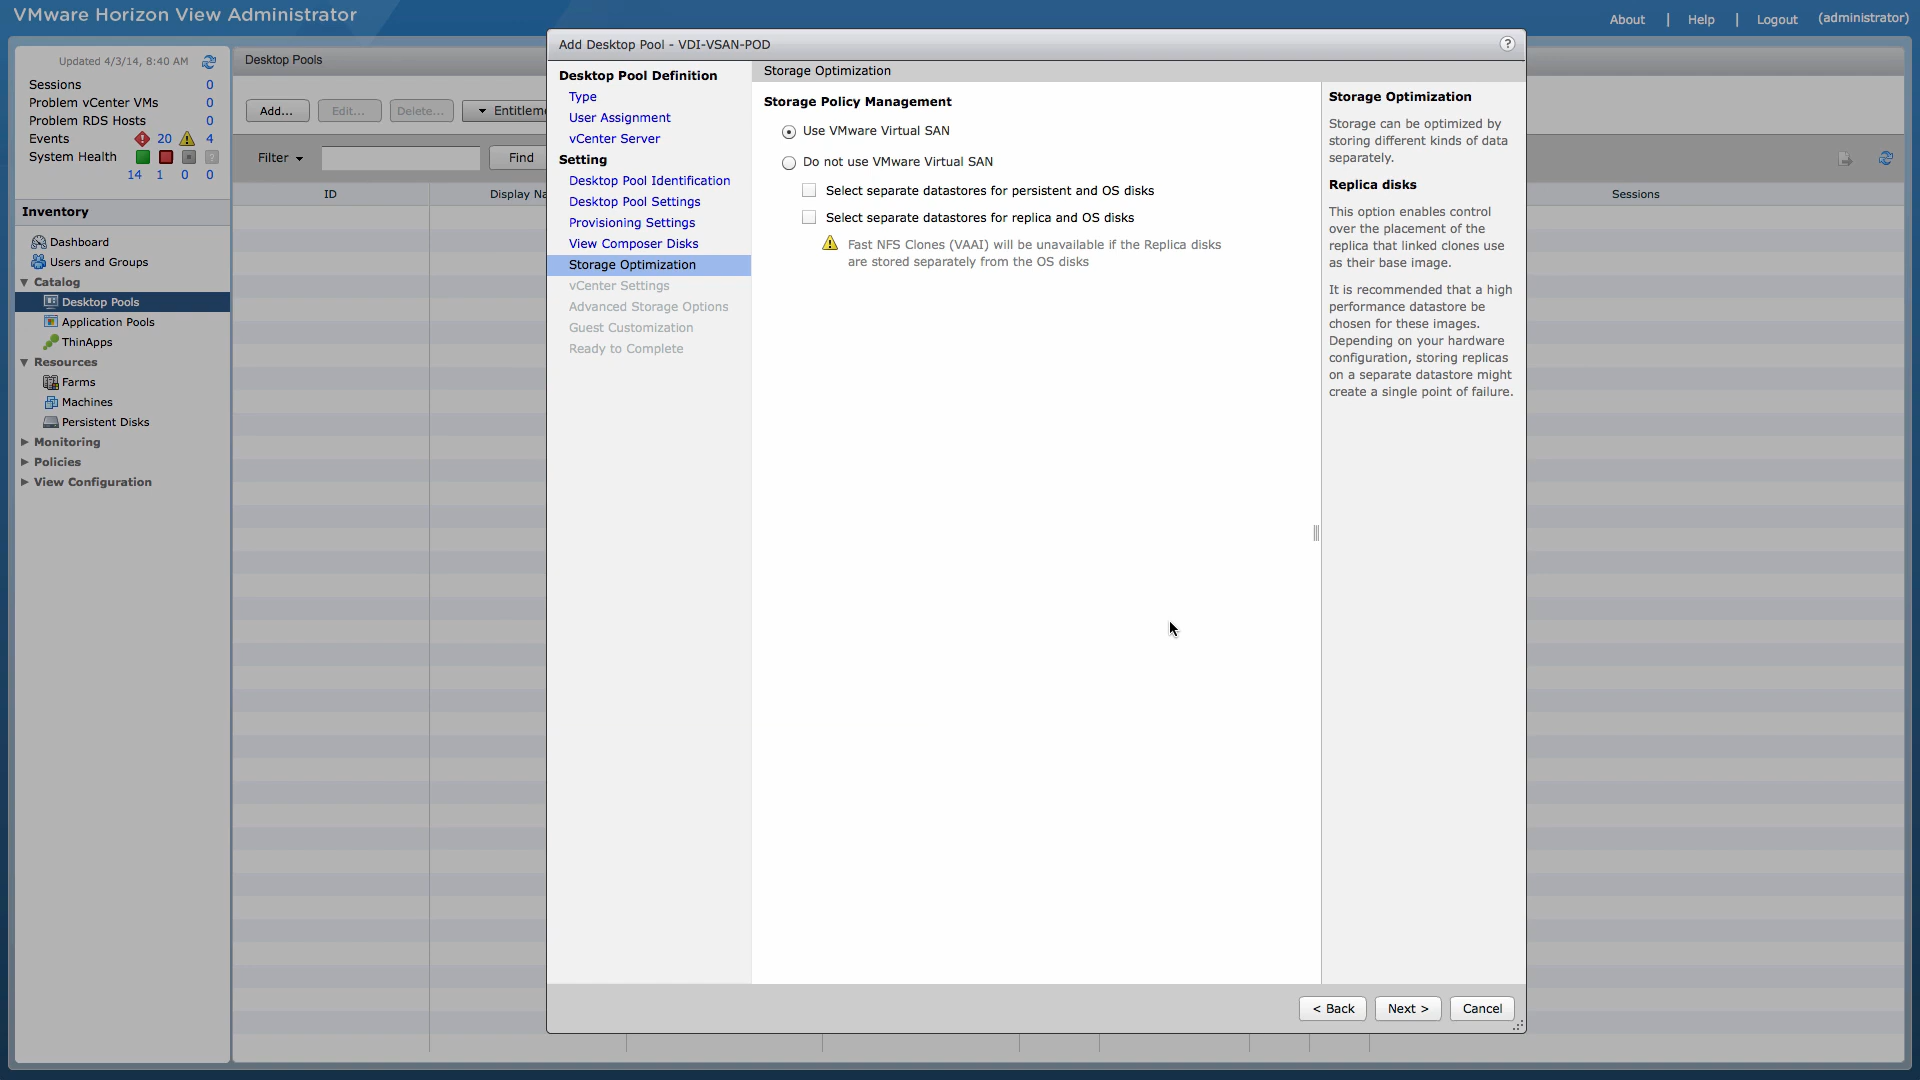 VMware Horizon View Administrator
About | Help | Logout (administrator)
Updated 4/3/14, 8:40 AM
Sessions 0
Problem vCenter VMs 0
Problem RDS Hosts 0
Events 20 4
System Health
14 1 0 0
Inventory
Dashboard
Users and Groups
Catalog
Desktop Pools
Application Pools
ThinApps
Resources
Farms
Machines
Persistent Disks
Monitoring
Policies
View Configuration
Desktop Pools
Add... Edit... Delete... Entitleme
Filter Find
ID Display Na Sessions
Add Desktop Pool - VDI-VSAN-POD ?
Desktop Pool Definition
Type
User Assignment
vCenter Server
Setting
Desktop Pool Identification
Desktop Pool Settings
Provisioning Settings
View Composer Disks
Storage Optimization
vCenter Settings
Advanced Storage Options
Guest Customization
Ready to Complete
Storage Optimization
Storage Policy Management
Use VMware Virtual SAN
Do not use VMware Virtual SAN
Select separate datastores for persistent and OS disks
Select separate datastores for replica and OS disks
Fast NFS Clones (VAAI) will be unavailable if the Replica disks
are stored separately from the OS disks
Storage Optimization
Storage can be optimized by
storing different kinds of data
separately.
Replica disks
This option enables control
over the placement of the
replica that linked clones use
as their base image.
It is recommended that a high
performance datastore be
chosen for these images.
Depending on your hardware
configuration, storing replicas
on a separate datastore might
create a single point of failure.
< Back Next > Cancel